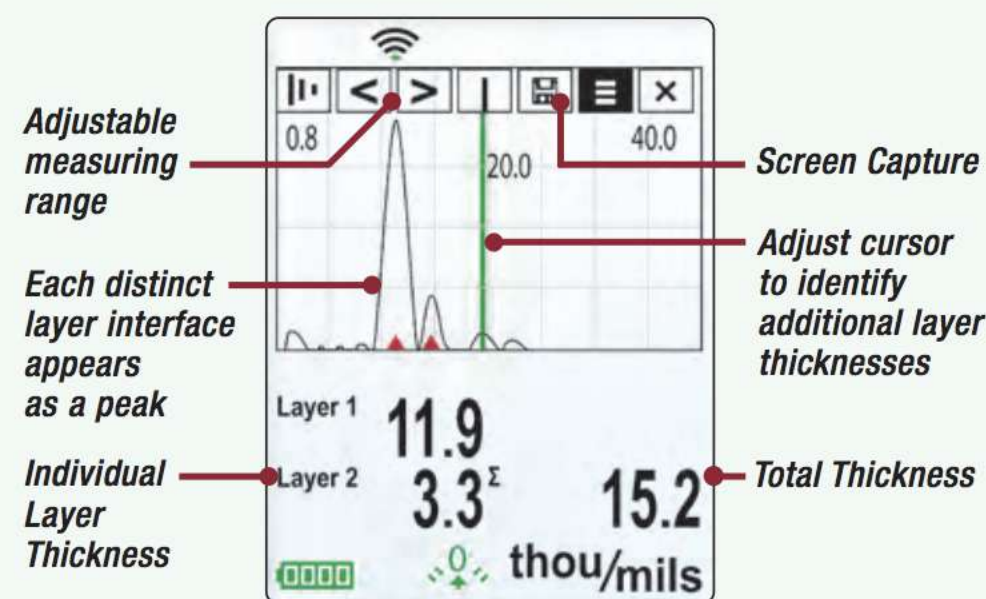 Adjustable
measuring
range
Each distinct
layer interface
appears
as a peak
Individual
Layer
Thickness
< >
0.8
20.0
40.0
Layer 1
11.9
Layer 2
3.3 Σ
15.2
0
thou/mils
Screen Capture
Adjust cursor
to identify
additional layer
thicknesses
Total Thickness